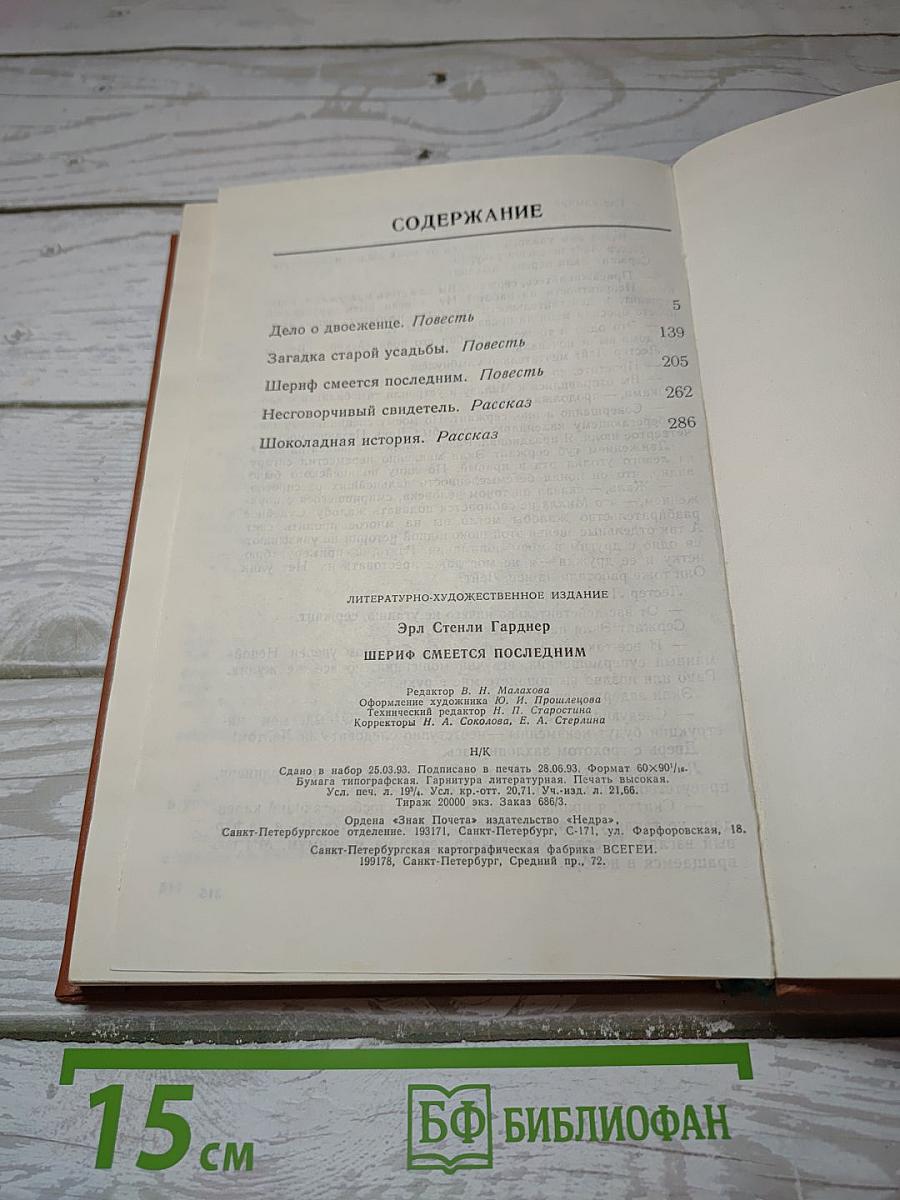 СОДЕРЖАНИЕ
Дело о двоеженце. Повесть 5
Загадка старой усадьбы. Повесть 139
Шериф смеется последним. Повесть 205
Несговорчивый свидетель. Рассказ 262
Шоколадная история. Рассказ 286
ЛИТЕРАТУРНО-ХУДОЖЕСТВЕННОЕ ИЗДАНИЕ
Эрл Стенли Гарднер
ШЕРИФ СМЕЕТСЯ ПОСЛЕДНИМ
Редактор В. Н. Малахова
Оформление художника Ю. И. Прошлецова
Технический редактор Н. П. Старостина
Корректоры Н. А. Соколова, Е. А. Стерлина
Н/К
Сдано в набор 25.03.93. Подписано в печать 28.06.93. Формат 60×90¹/₁₆.
Бумага типографская. Гарнитура литературная. Печать высокая.
Усл. печ. л. 19³/₄. Усл. кр.-отт. 20,71. Уч.-изд. л. 21,66.
Тираж 20000 экз. Заказ 686/3.
Ордена «Знак Почета» издательство «Недра»,
Санкт-Петербургское отделение. 193171, Санкт-Петербург, С-171, ул. Фарфоровская, 18.
Санкт-Петербургская картографическая фабрика ВСЕГЕИ.
199178, Санкт-Петербург, Средний пр., 72.
15 см
БФ БИБЛИОФАН